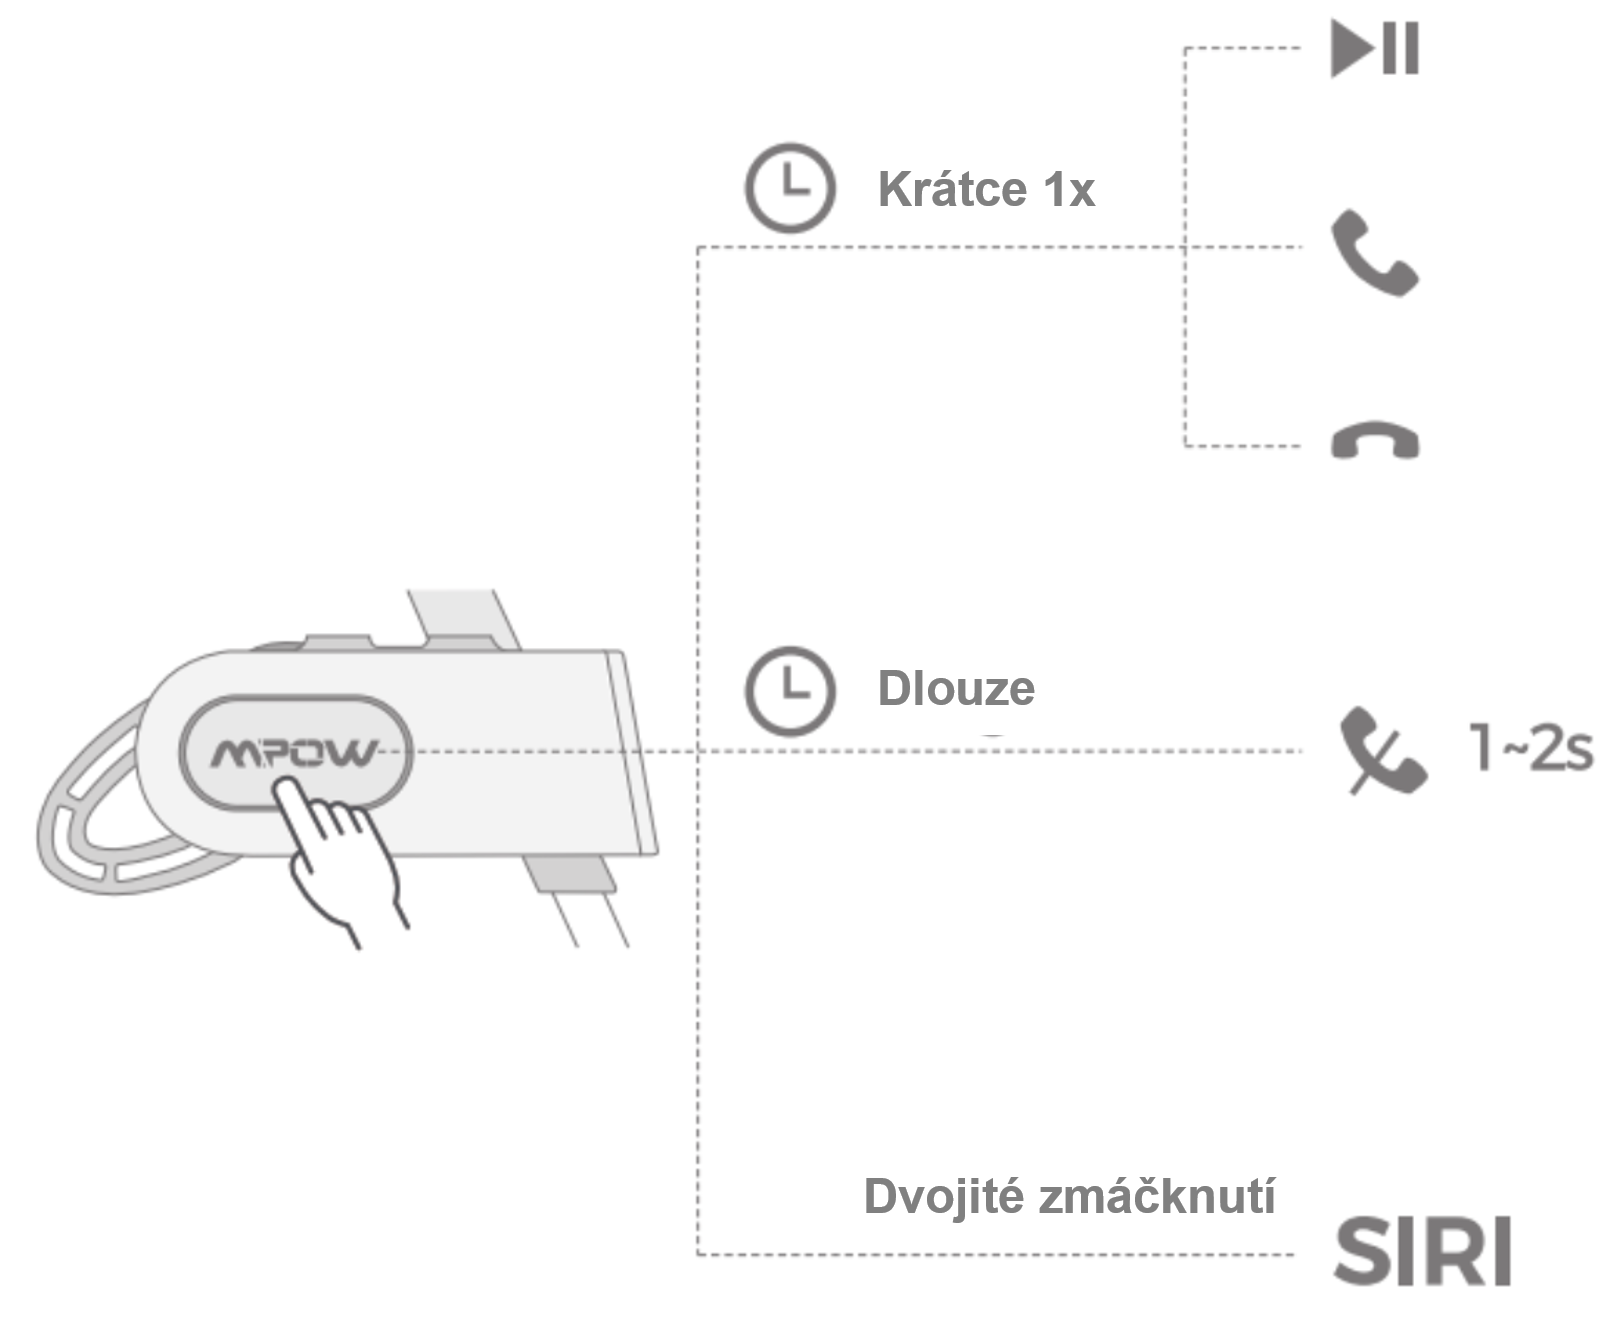 Krátce 1x
Dlouze
1~2s
MPOW
Dvojité zmáčknutí
SIRI